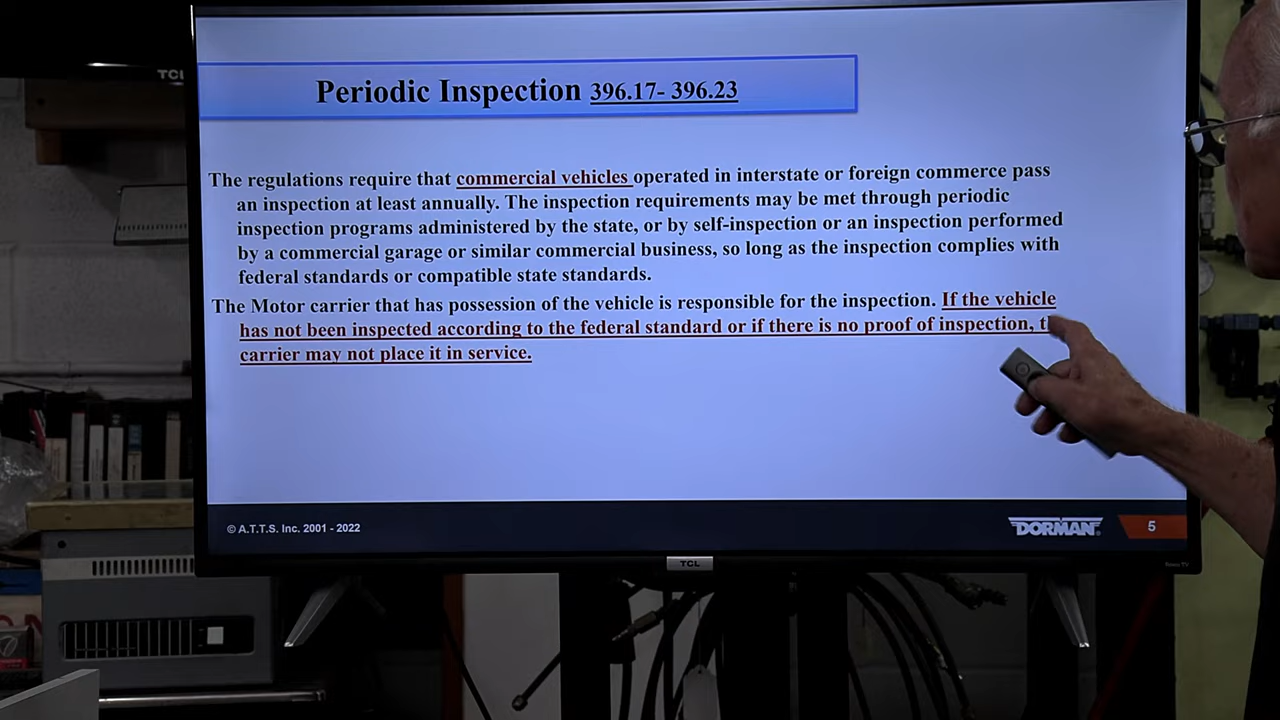 TCL
Periodic Inspection 396.17- 396.23
The regulations require that commercial vehicles operated in interstate or foreign commerce pass
an inspection at least annually. The inspection requirements may be met through periodic
inspection programs administered by the state, or by self-inspection or an inspection performed
by a commercial garage or similar commercial business, so long as the inspection complies with
federal standards or compatible state standards.
The Motor carrier that has possession of the vehicle is responsible for the inspection. If the vehicle
has not been inspected according to the federal standard or if there is no proof of inspection,
carrier may not place it in service.
© A.T.T.S. Inc. 2001 - 2022
DORMAN
5
TCL
Roku TV